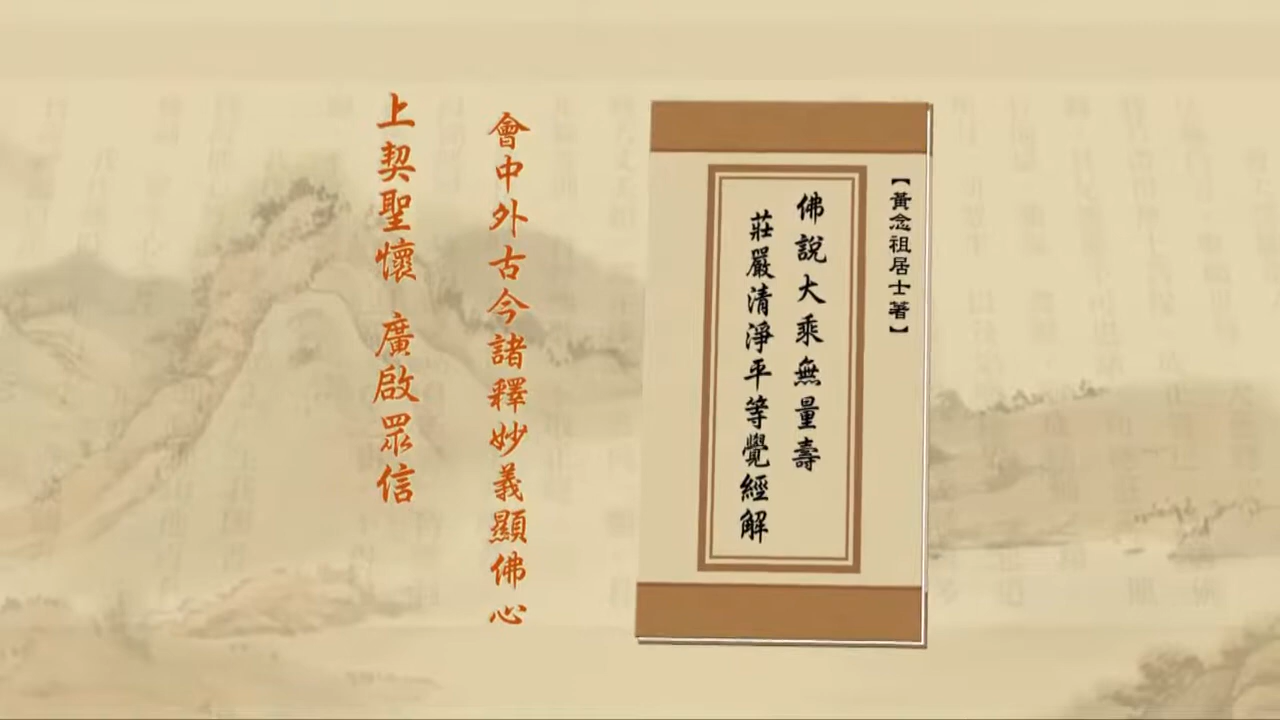 【黃念祖居士著】
佛說大乘無量壽
莊嚴清淨平等覺經解
會中外古今諸釋妙義顯佛心
上契聖懷 廣啟眾信